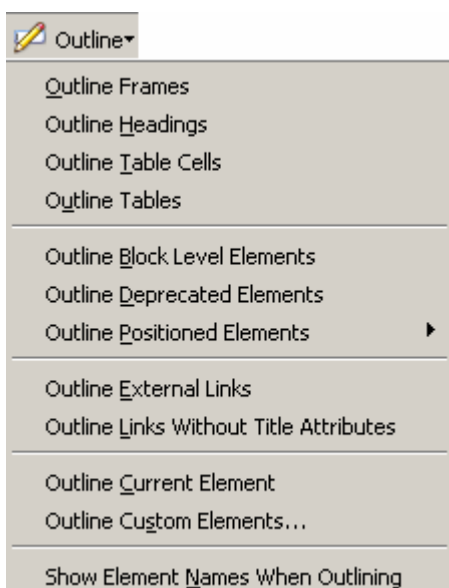 Outline
Outline Frames
Outline Headings
Outline Table Cells
Outline Tables
Outline Block Level Elements
Outline Deprecated Elements
Outline Positioned Elements
Outline External Links
Outline Links Without Title Attributes
Outline Current Element
Outline Custom Elements...
Show Element Names When Outlining